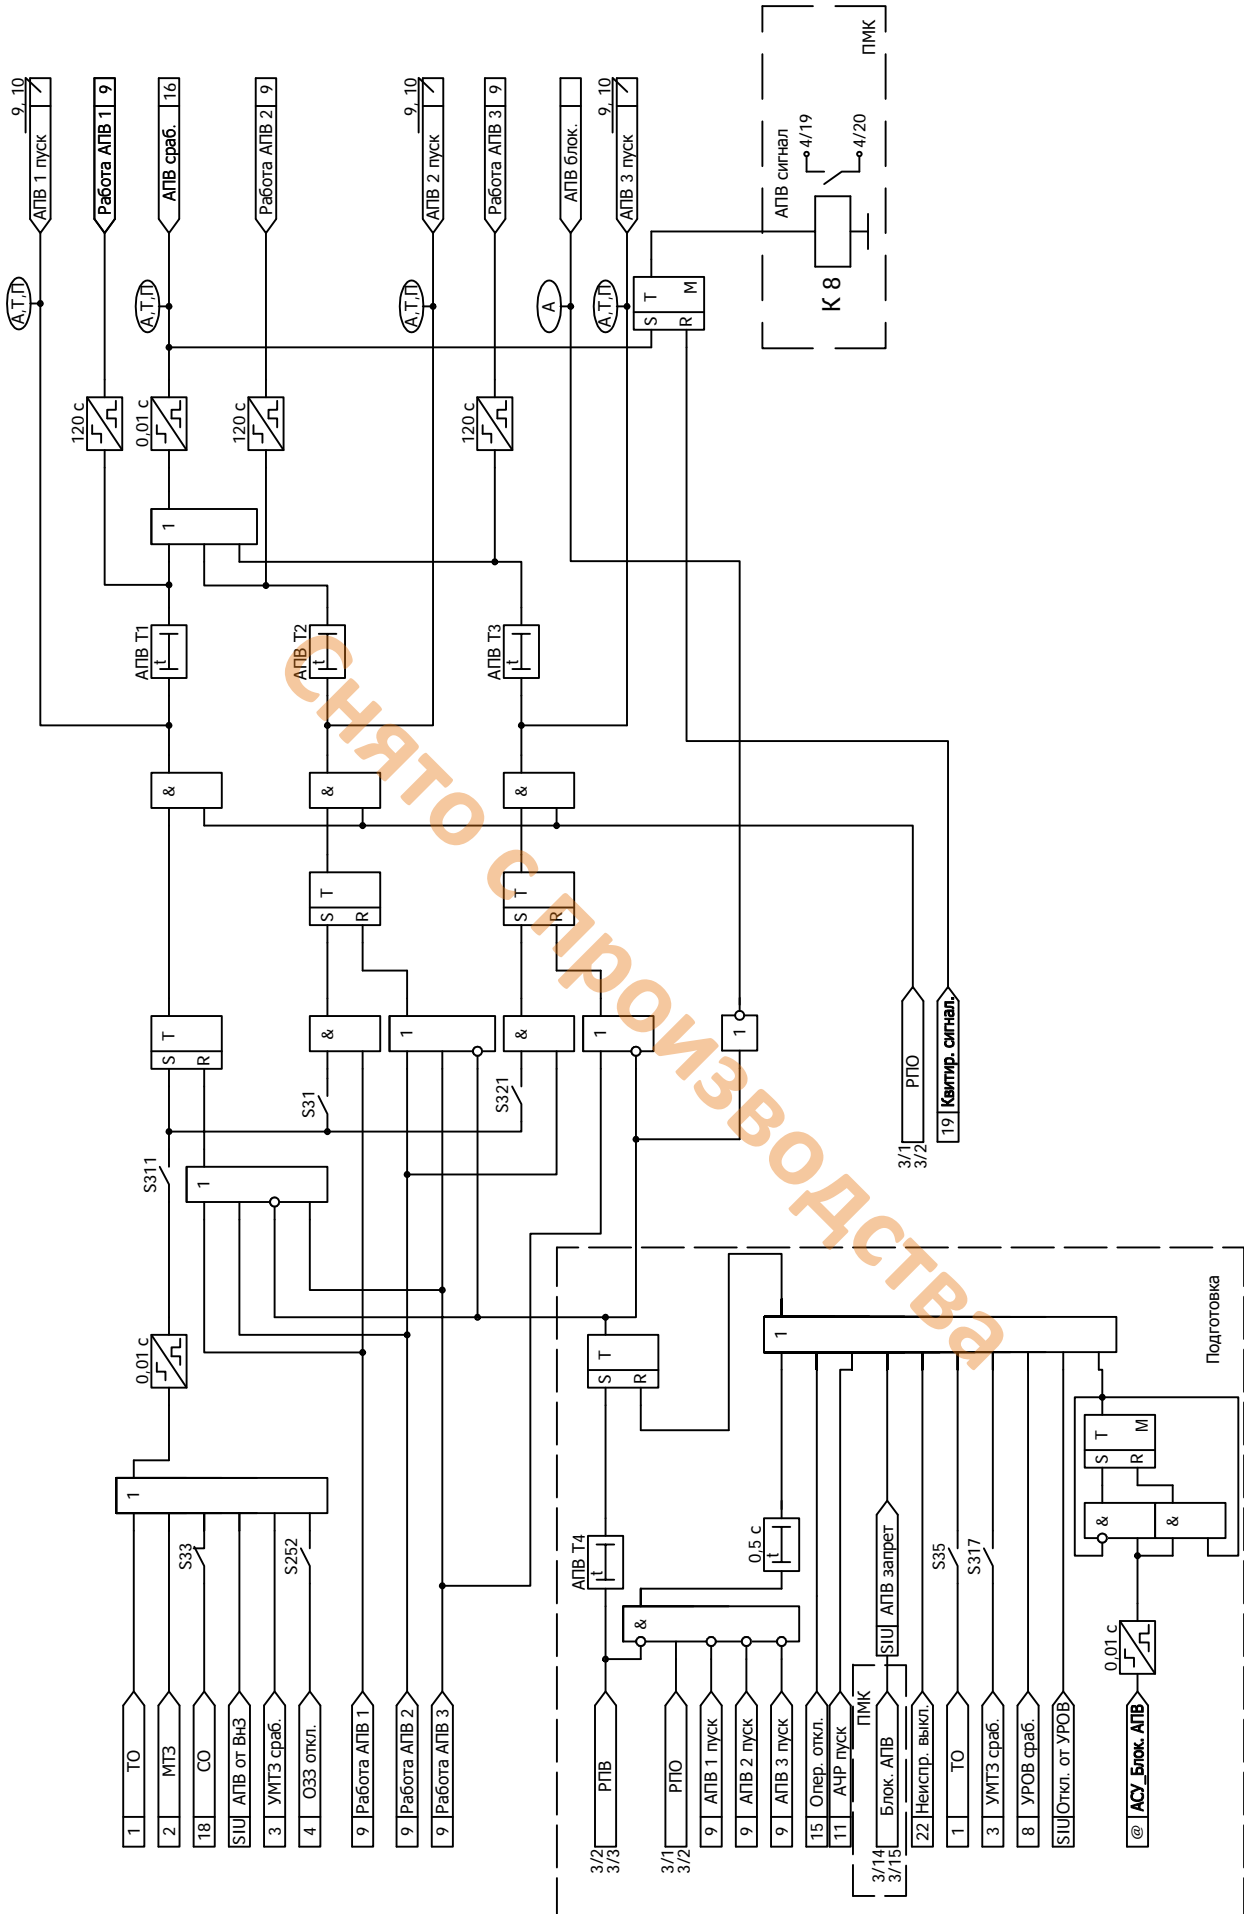 9, 10
АПВ 1 пуск
Работа АПВ 1 9
АПВ сраб. 16
Работа АПВ 2 9
9, 10
АПВ 2 пуск
Работа АПВ 3 9
АПВ блок.
9, 10
АПВ 3 пуск
ПМК
АПВ сигнал
4/19
4/20
К 8
А,Т,П
А,Т,П
А,Т,П
А
А,Т,П
S T
R M
120 с
0,01 с
120 с
120 с
1
АПВ Т1
t
АПВ Т2
t
АПВ Т3
t
&
&
&
S T
R
S T
R
S T
R
&
1
&
1
1
S31
S321
S311
1
3/1
3/2
РПО
19 Квитир. сигнал.
0,01 с
1
S33
S252
1 ТО
2 МТЗ
18 СО
SIU АПВ от ВнЗ
3 УМТЗ сраб.
4 ОЗЗ откл.
9 Работа АПВ 1
9 Работа АПВ 2
9 Работа АПВ 3
Подготовка
S T
R
1
АПВ Т4
t
0,5 с
t
&
SIU АПВ запрет
S35
S317
S T
R M
&
&
0,01 с
3/2
3/3
РПВ
3/1
3/2
РПО
9 АПВ 1 пуск
9 АПВ 2 пуск
9 АПВ 3 пуск
15 Опер. откл.
11 АЧР пуск
ПМК
3/14
3/15
Блок. АПВ
22 Неиспр. выкл.
1 ТО
3 УМТЗ сраб.
8 УРОВ сраб.
SIU Откл. от УРОВ
@ АСУ_Блок. АПВ
Снято с производства